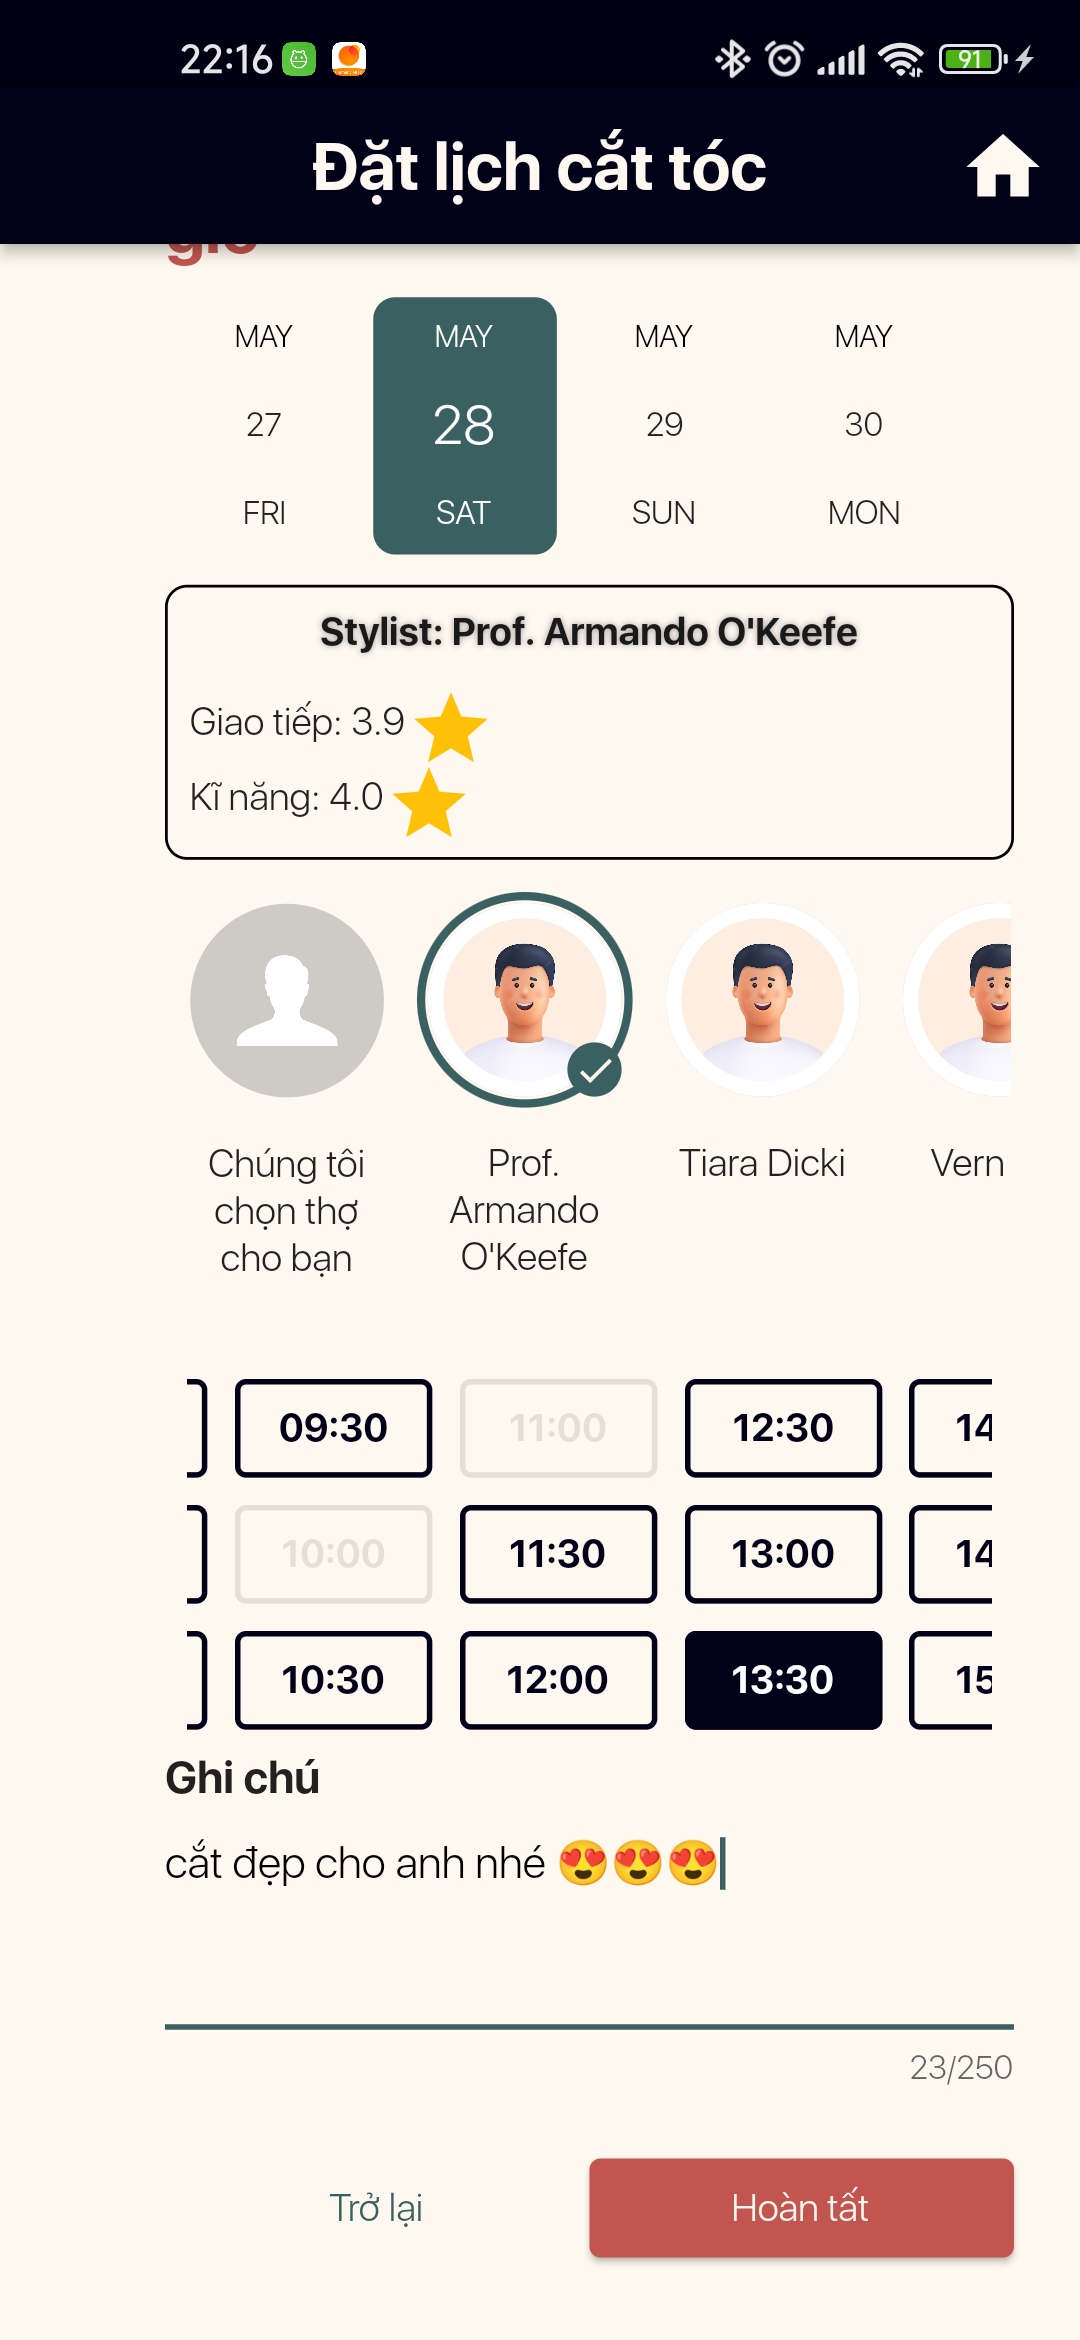 22:16
91
Đặt lịch cắt tóc
MAY MAY MAY MAY
27 28 29 30
FRI SAT SUN MON
Stylist: Prof. Armando O'Keefe
Giao tiếp: 3.9
Kĩ năng: 4.0
Chúng tôi
chọn thợ
cho bạn
Prof.
Armando
O'Keefe
Tiara Dicki
Vern
09:30 11:00 12:30 14
10:00 11:30 13:00 14
10:30 12:00 13:30 15
Ghi chú
cắt đẹp cho anh nhé 😍😍😍
23/250
Trở lại
Hoàn tất